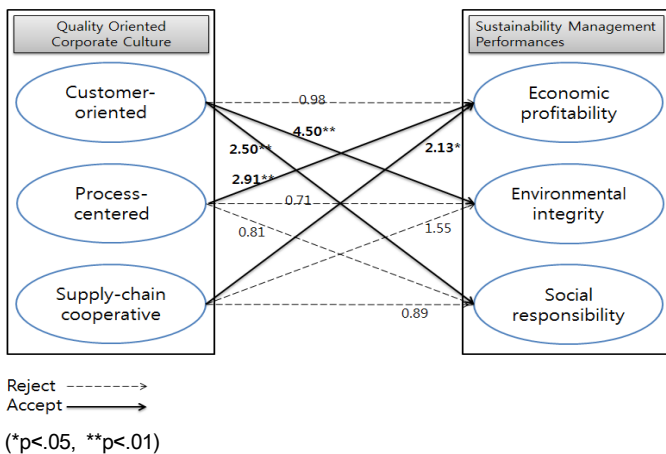 Quality Oriented
Corporate Culture
Sustainability Management
Performances
Customer-
oriented
0.98
Economic
profitability
4.50**
2.50**
2.13*
2.91**
Process-
centered
0.71
Environmental
integrity
0.81
1.55
Supply-chain
cooperative
0.89
Social
responsibility
Reject
Accept
(*p<.05, **p<.01)